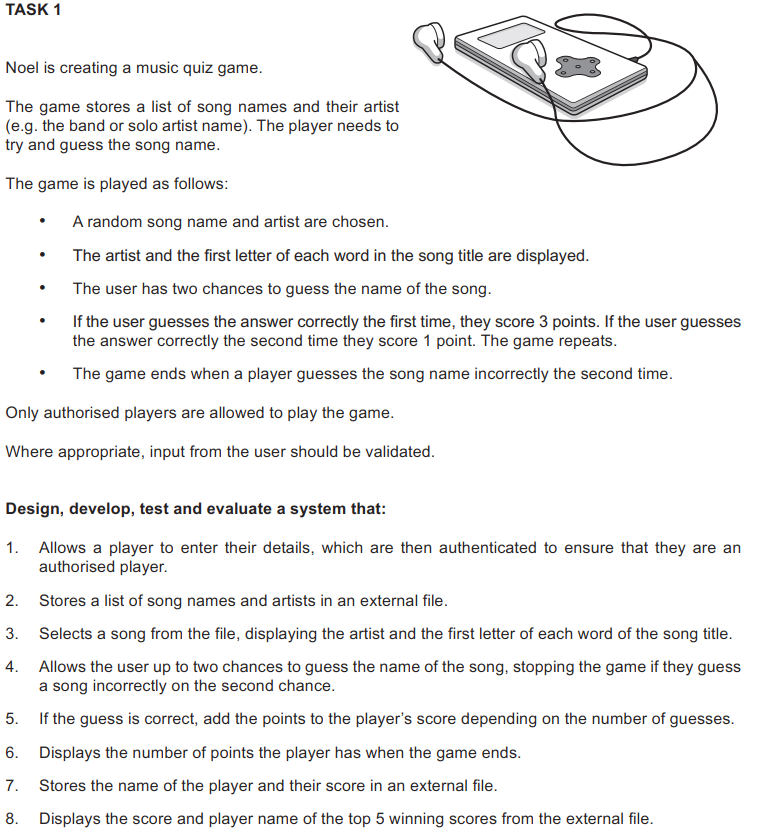 TASK 1
Noel is creating a music quiz game.
The game stores a list of song names and their artist
(e.g. the band or solo artist name). The player needs to
try and guess the song name.
The game is played as follows:
• A random song name and artist are chosen.
• The artist and the first letter of each word in the song title are displayed.
• The user has two chances to guess the name of the song.
• If the user guesses the answer correctly the first time, they score 3 points. If the user guesses
the answer correctly the second time they score 1 point. The game repeats.
• The game ends when a player guesses the song name incorrectly the second time.
Only authorised players are allowed to play the game.
Where appropriate, input from the user should be validated.
Design, develop, test and evaluate a system that:
1. Allows a player to enter their details, which are then authenticated to ensure that they are an
authorised player.
2. Stores a list of song names and artists in an external file.
3. Selects a song from the file, displaying the artist and the first letter of each word of the song title.
4. Allows the user up to two chances to guess the name of the song, stopping the game if they guess
a song incorrectly on the second chance.
5. If the guess is correct, add the points to the player's score depending on the number of guesses.
6. Displays the number of points the player has when the game ends.
7. Stores the name of the player and their score in an external file.
8. Displays the score and player name of the top 5 winning scores from the external file.